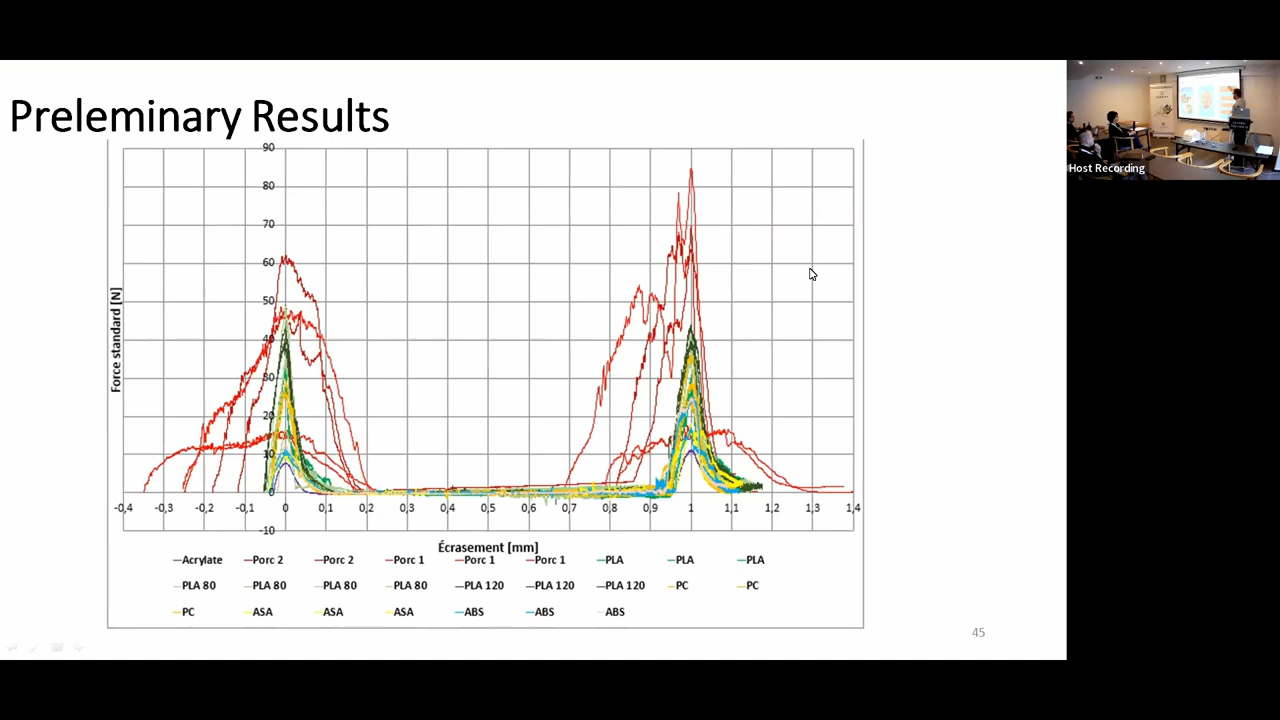 Preleminary Results
90
80
70
60
50
40
30
20
10
0
-10
Force standard [N]
-0,4 -0,3 -0,2 -0,1 0 0,1 0,2 0,3 0,4 0,5 0,6 0,7 0,8 0,9 1 1,1 1,2 1,3 1,4
Écrasement [mm]
Acrylate Porc 2 Porc 2 Porc 1 Porc 1 Porc 1 PLA PLA PLA
PLA 80 PLA 80 PLA 80 PLA 80 PLA 120 PLA 120 PLA 120 PC PC
PC ASA ASA ASA ABS ABS ABS
45
Host Recording